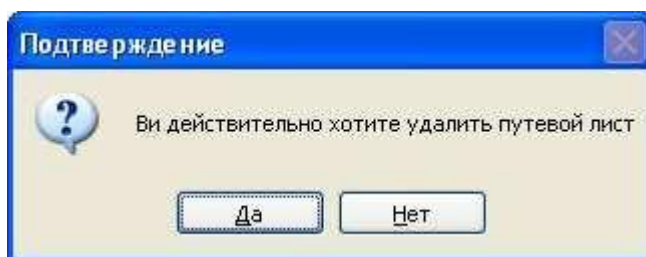 Подтверждение
Ви действительно хотите удалить путевой лист
Да
Нет